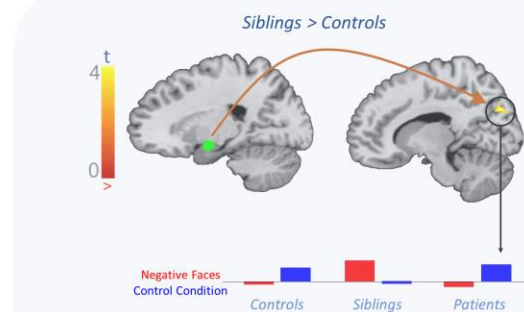 Siblings > Controls
t
4
0
>
Negative Faces
Control Condition
Controls Siblings Patients